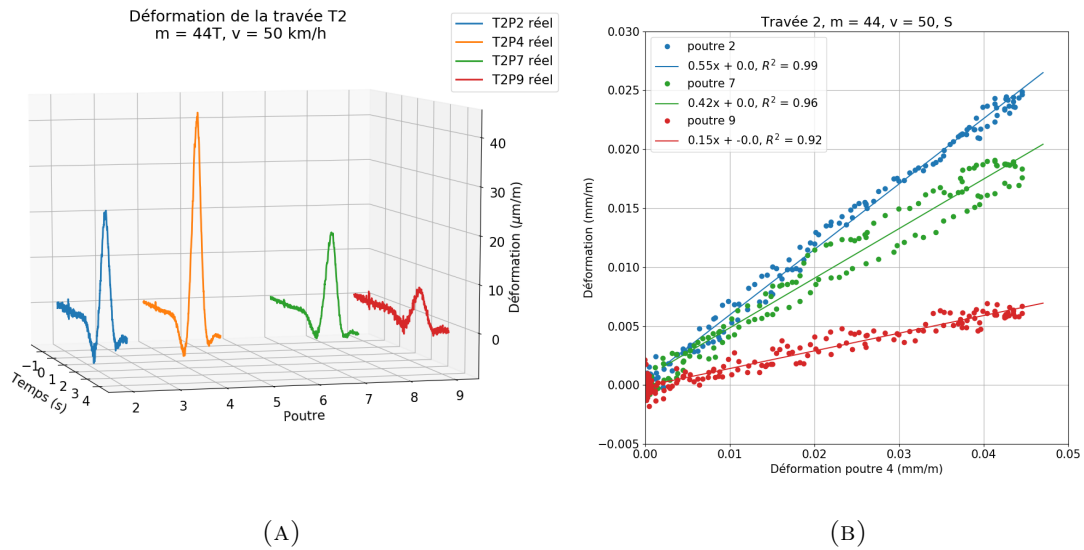 Déformation de la travée T2
m = 44T, v = 50 km/h
T2P2 réel
T2P4 réel
T2P7 réel
T2P9 réel
40
30
20
10
0
Déformation (μm/m)
−1
0
1
2
3
4
Temps (s)
2
3
4
5
6
7
8
9
Poutre
(A)
Travée 2, m = 44, v = 50, S
poutre 2
0.55x + 0.0, R² = 0.99
poutre 7
0.42x + 0.0, R² = 0.96
poutre 9
0.15x + -0.0, R² = 0.92
0.030
0.025
0.020
0.015
0.010
0.005
0.000
−0.005
Déformation (mm/m)
0.00
0.01
0.02
0.03
0.04
0.05
Déformation poutre 4 (mm/m)
(B)